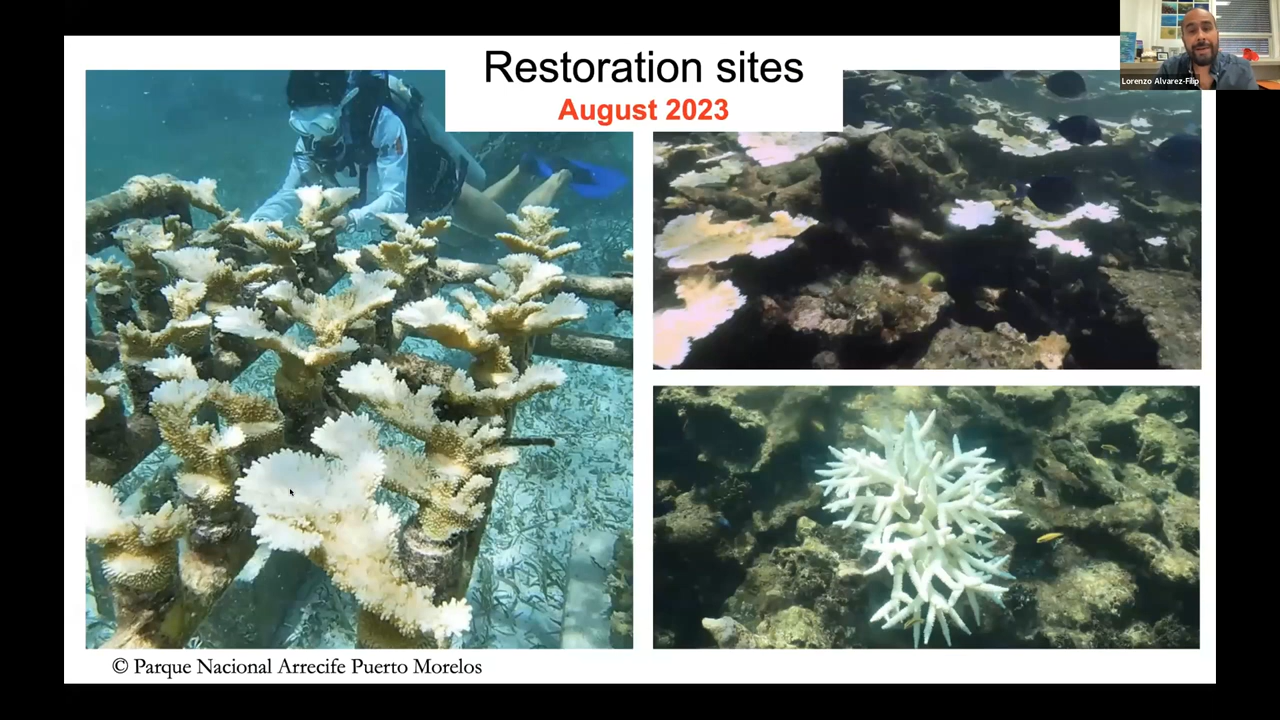 Restoration sites
August 2023
Lorenzo Alvarez-Filip
© Parque Nacional Arrecife Puerto Morelos